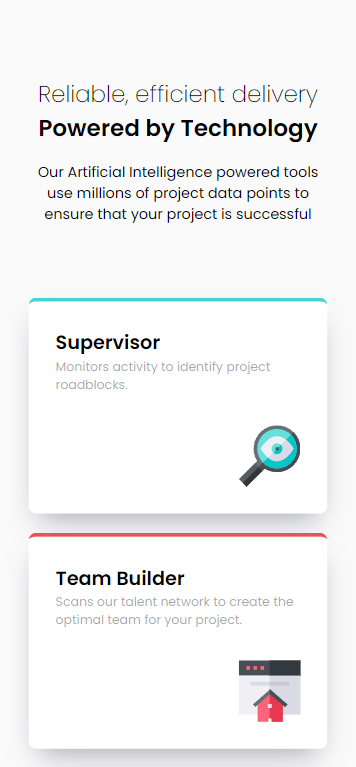 Reliable, efficient delivery
Powered by Technology
Our Artificial Intelligence powered tools
use millions of project data points to
ensure that your project is successful
Supervisor
Monitors activity to identify project
roadblocks.
Team Builder
Scans our talent network to create the
optimal team for your project.